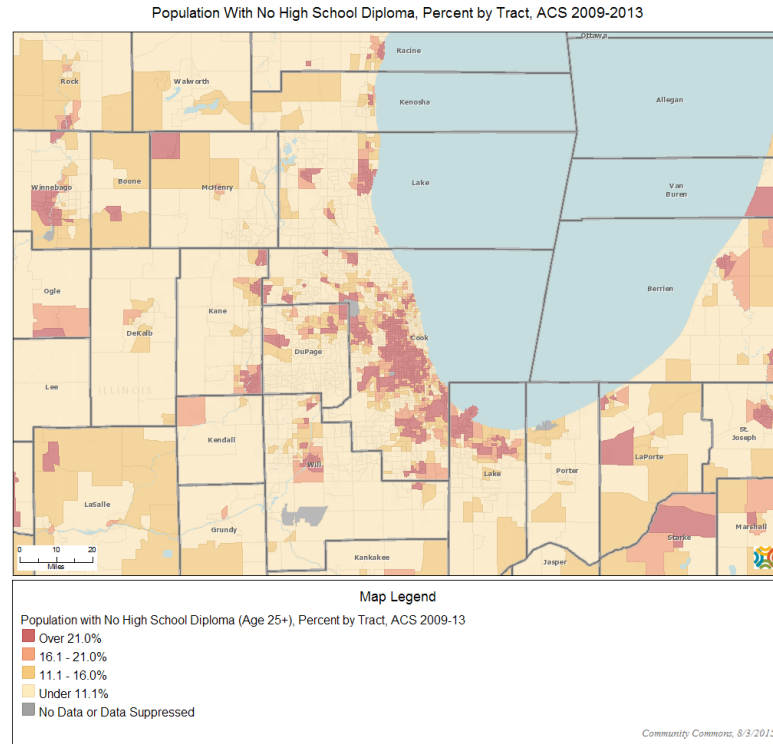 Population With No High School Diploma, Percent by Tract, ACS 2009-2013
Ottawa
Racine
Rock
Walworth
Kenosha
Allegan
Winnebago
Boone
McHenry
Lake
Van
Buren
Ogle
Kane
Berrien
DeKalb
Cook
DuPage
Lee
ILLINOIS
Kendall
St.
Joseph
LaPorte
Will
Lake
Porter
LaSalle
Grundy
Starke
Marshall
Kankakee
Jasper
0 10 20
Miles
Map Legend
Population with No High School Diploma (Age 25+), Percent by Tract, ACS 2009-13
Over 21.0%
16.1 - 21.0%
11.1 - 16.0%
Under 11.1%
No Data or Data Suppressed
Community Commons, 8/3/2015